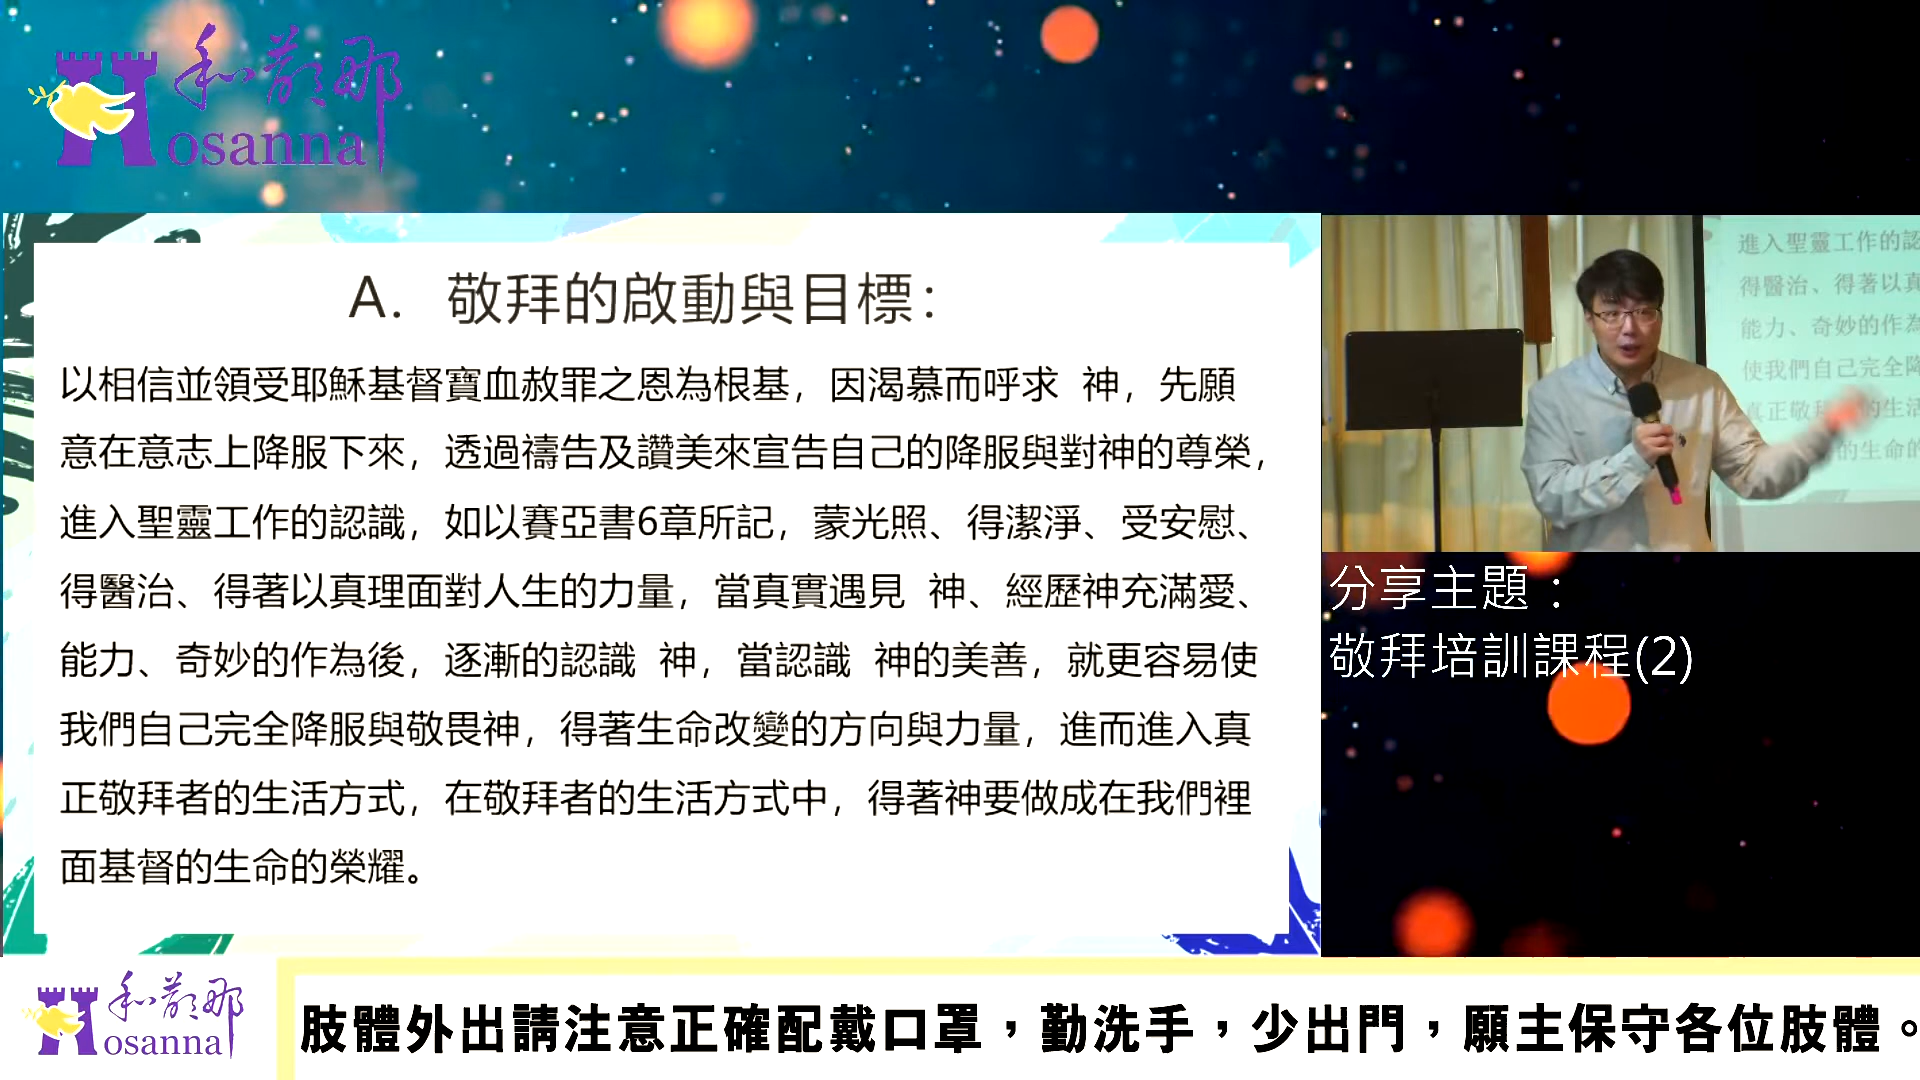 和散那
Hosanna
A. 敬拜的啟動與目標：
以相信並領受耶穌基督寶血赦罪之恩為根基，因渴慕而呼求 神，先願
意在意志上降服下來，透過禱告及讚美來宣告自己的降服與對神的尊榮，
進入聖靈工作的認識，如以賽亞書6章所記，蒙光照、得潔淨、受安慰、
得醫治、得著以真理面對人生的力量，當真實遇見 神、經歷神充滿愛、
能力、奇妙的作為後，逐漸的認識 神，當認識 神的美善，就更容易使
我們自己完全降服與敬畏神，得著生命改變的方向與力量，進而進入真
正敬拜者的生活方式，在敬拜者的生活方式中，得著神要做成在我們裡
面基督的生命的榮耀。
進入聖靈工作的認
得醫治、得著以真
能力、奇妙的作為
使我們自己完全降
真正敬拜 的生活
的生命的
分享主題：
敬拜培訓課程(2)
和散那
Hosanna
肢體外出請注意正確配戴口罩，勤洗手，少出門，願主保守各位肢體。